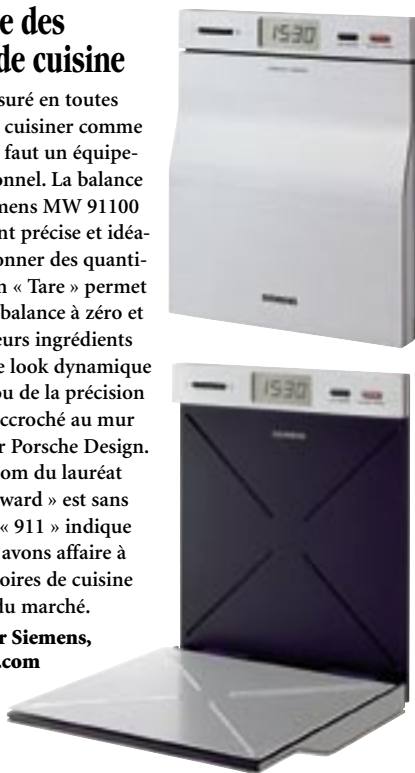 e des
de cuisine
suré en toutes
cuisiner comme
faut un équipe-
onnel. La balance
mens MW 91100
nt précise et idéa-
onner des quanti-
n « Tare » permet
balance à zéro et
eurs ingrédients
e look dynamique
ou de la précision
accroché au mur
r Porsche Design.
om du lauréat
ward » est sans
« 911 » indique
avons affaire à
oires de cuisine
du marché.
r Siemens,
.com
1530
SIEMENS
1530
SIEMENS